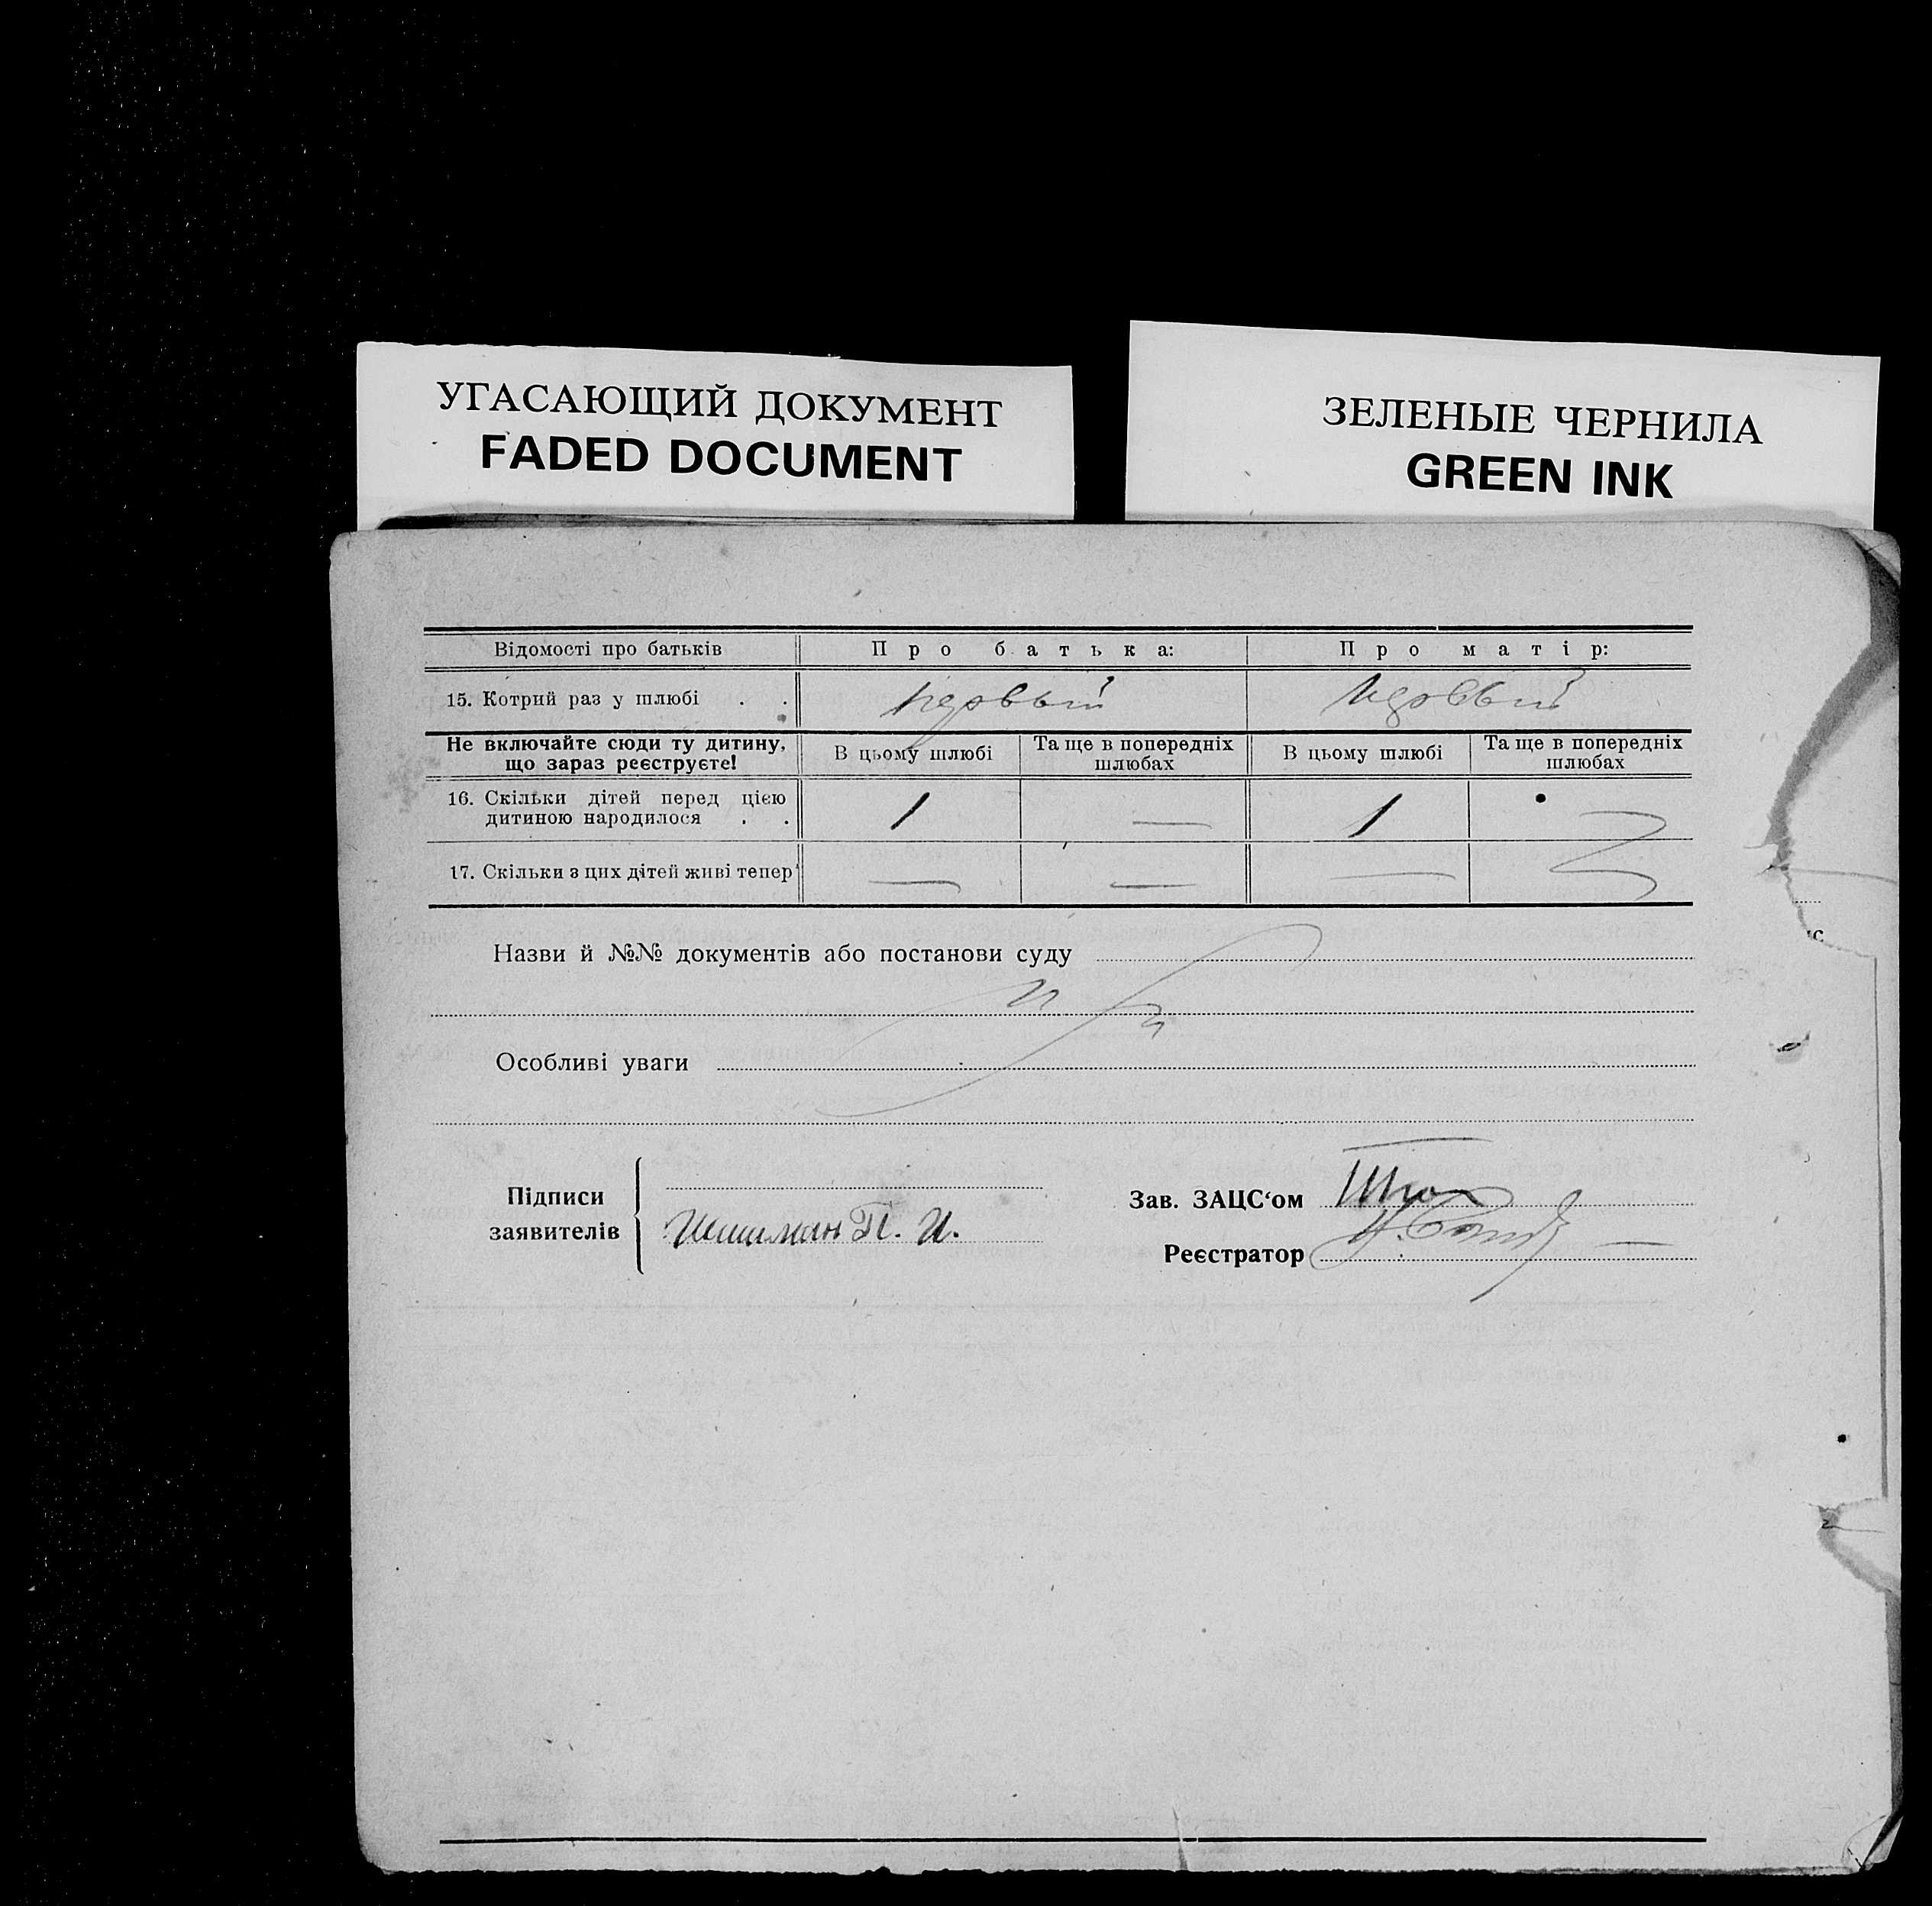 УГАСАЮЩИЙ ДОКУМЕНТ
FADED DOCUMENT
ЗЕЛЕНЫЕ ЧЕРНИЛА
GREEN INK
Відомості про батьків Про батька: Про матір:
15. Котрий раз у шлюбі . . первый первый
Не включайте сюди ту дитину, що зараз реєструєте! В цьому шлюбі Та ще в попередніх шлюбах В цьому шлюбі Та ще в попередніх шлюбах
16. Скільки дітей перед цією
дитиною народилося . . 1 — 1
17. Скільки з цих дітей живі тепер — — —
Назви й №№ документів або постанови суду
Особливі уваги
Підписи
заявителів
П. И.
Зав. ЗАЦС‘ом
Реєстратор